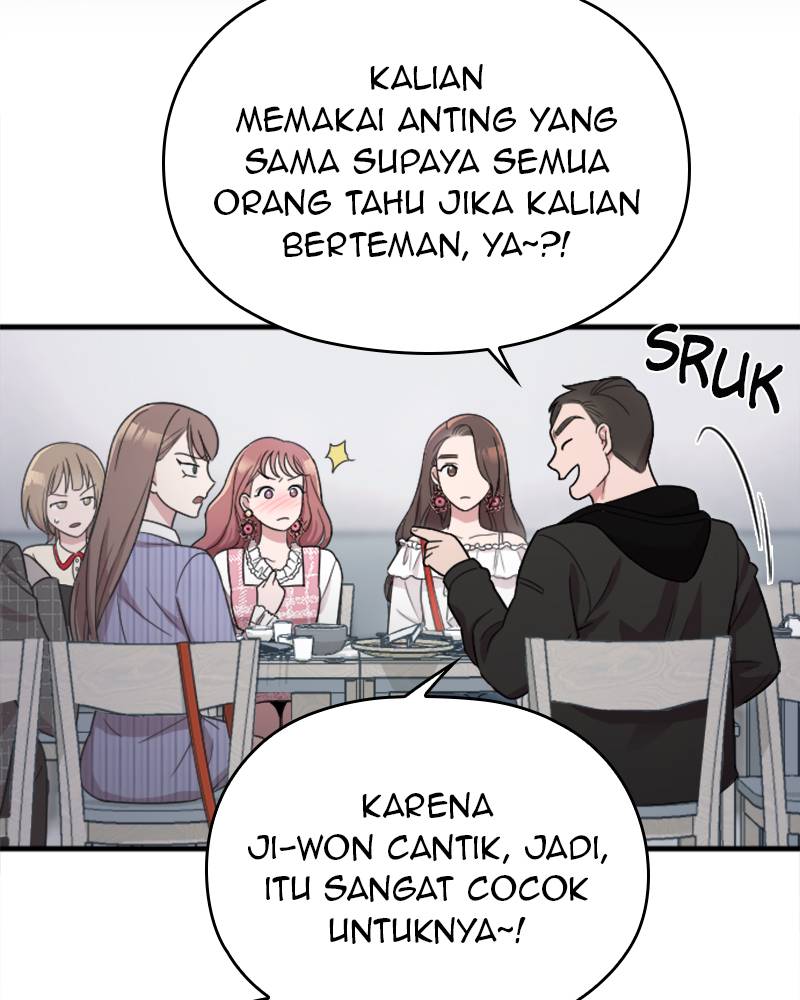 KALIAN
MEMAKAI ANTING YANG
SAMA SUPAYA SEMUA
ORANG TAHU JIKA KALIAN
BERTEMAN, YA~?!
SRUK
KARENA
JI-WON CANTIK, JADI,
ITU SANGAT COCOK
UNTUKNYA~!